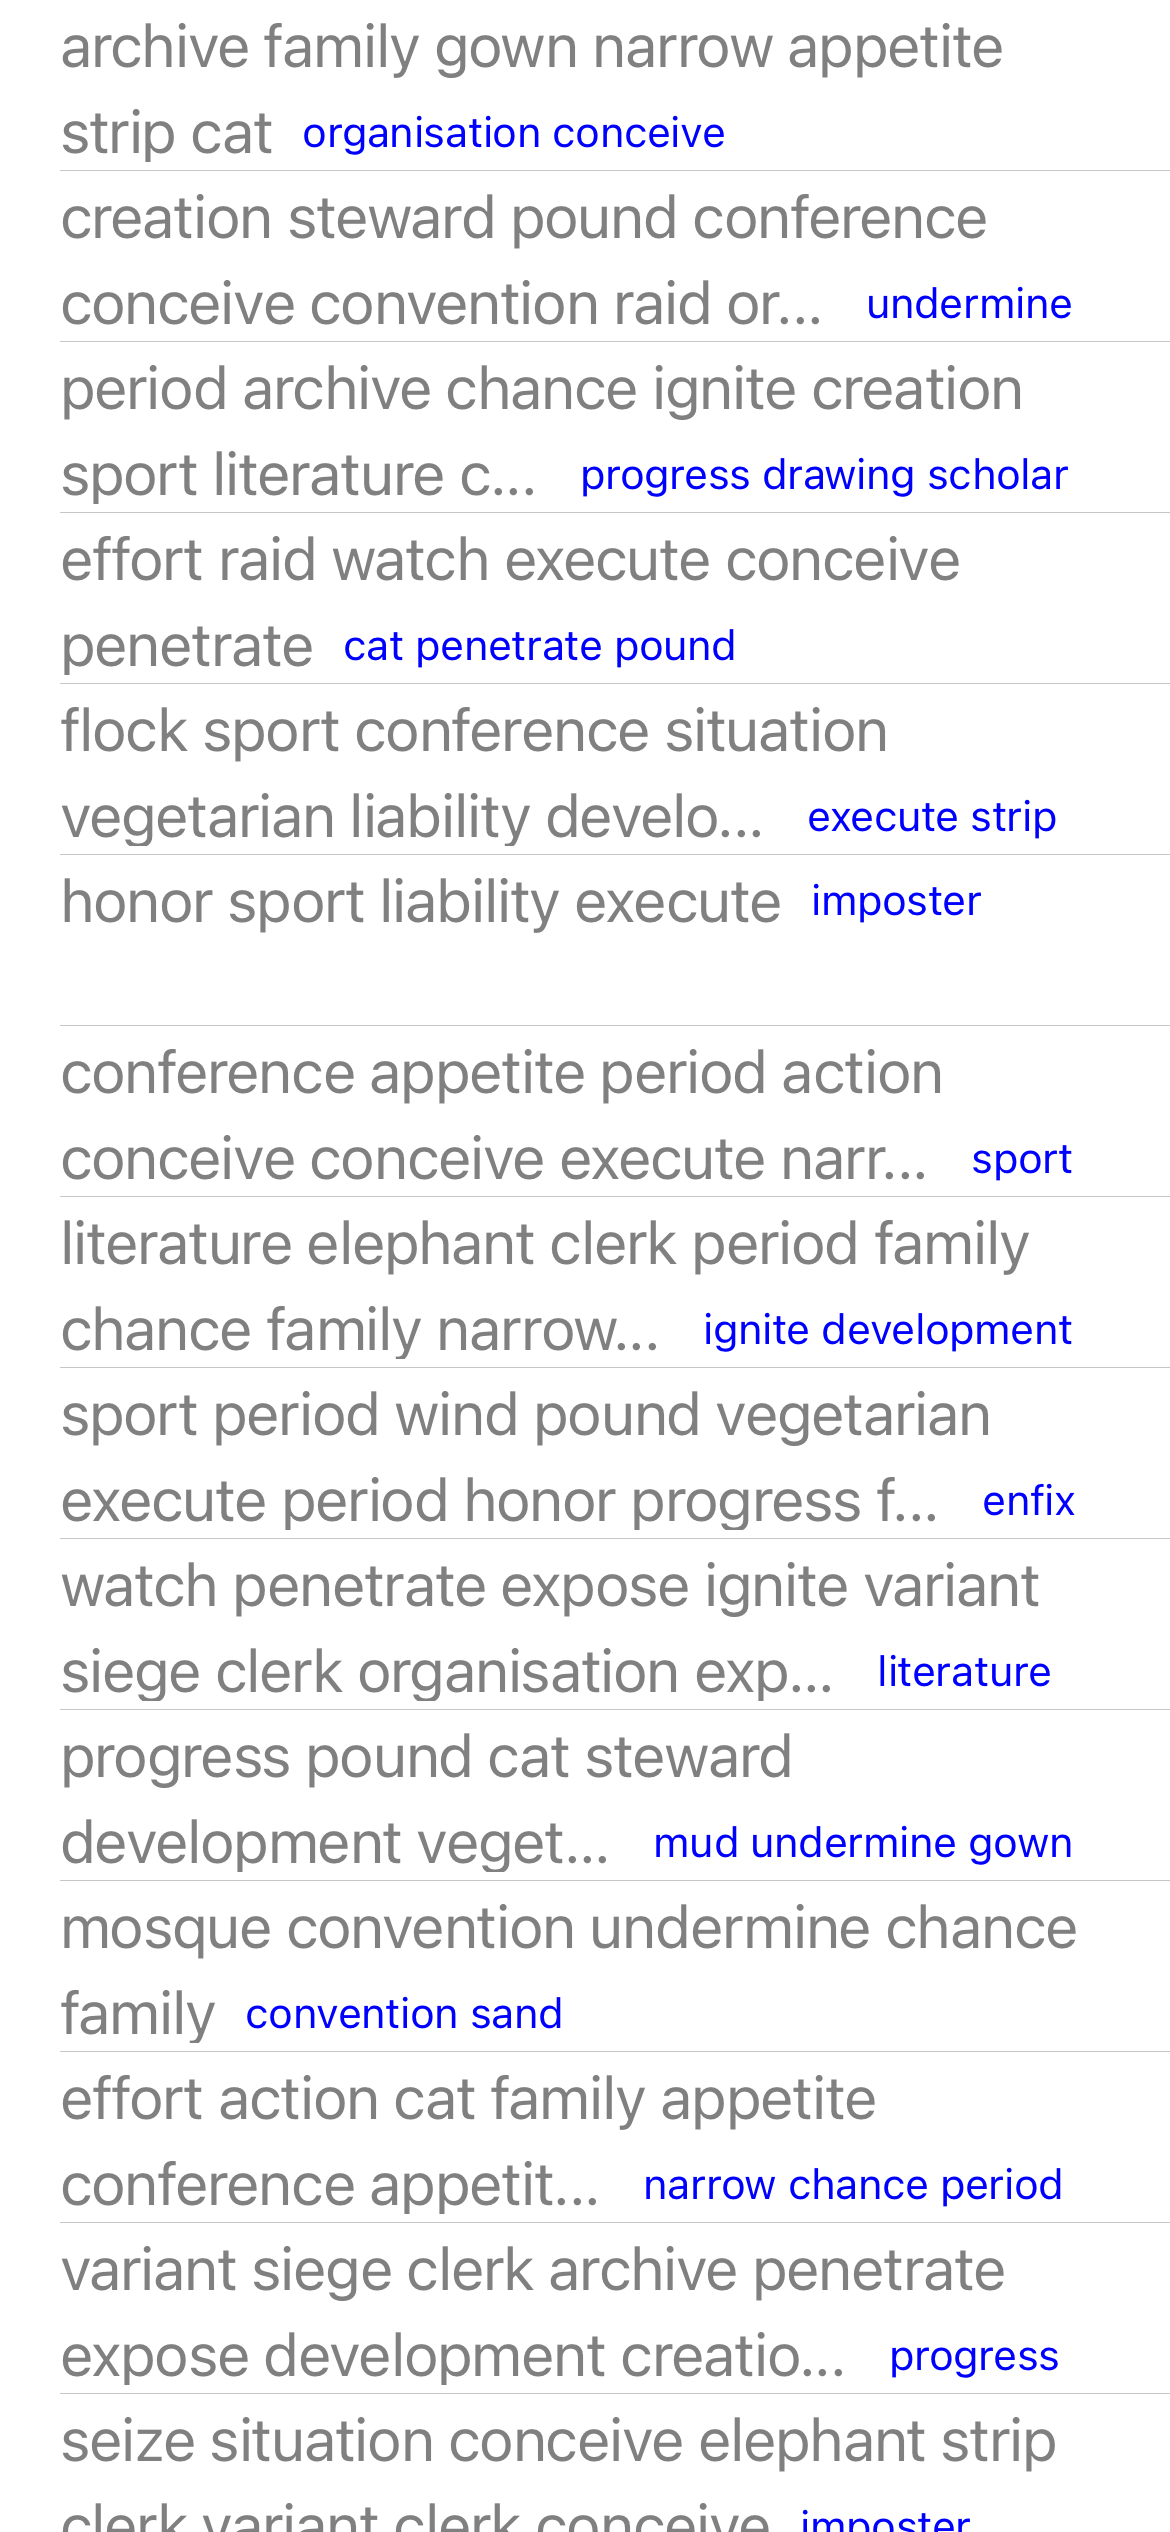 archive family gown narrow appetite
strip cat organisation conceive
creation steward pound conference
conceive convention raid or... undermine
period archive chance ignite creation
sport literature c... progress drawing scholar
effort raid watch execute conceive
penetrate cat penetrate pound
flock sport conference situation
vegetarian liability develo... execute strip
honor sport liability execute imposter
conference appetite period action
conceive conceive execute narr... sport
literature elephant clerk period family
chance family narrow... ignite development
sport period wind pound vegetarian
execute period honor progress f... enfix
watch penetrate expose ignite variant
siege clerk organisation exp... literature
progress pound cat steward
development veget... mud undermine gown
mosque convention undermine chance
family convention sand
effort action cat family appetite
conference appetit... narrow chance period
variant siege clerk archive penetrate
expose development creatio... progress
seize situation conceive elephant strip
clerk variant clerk conceive imposter